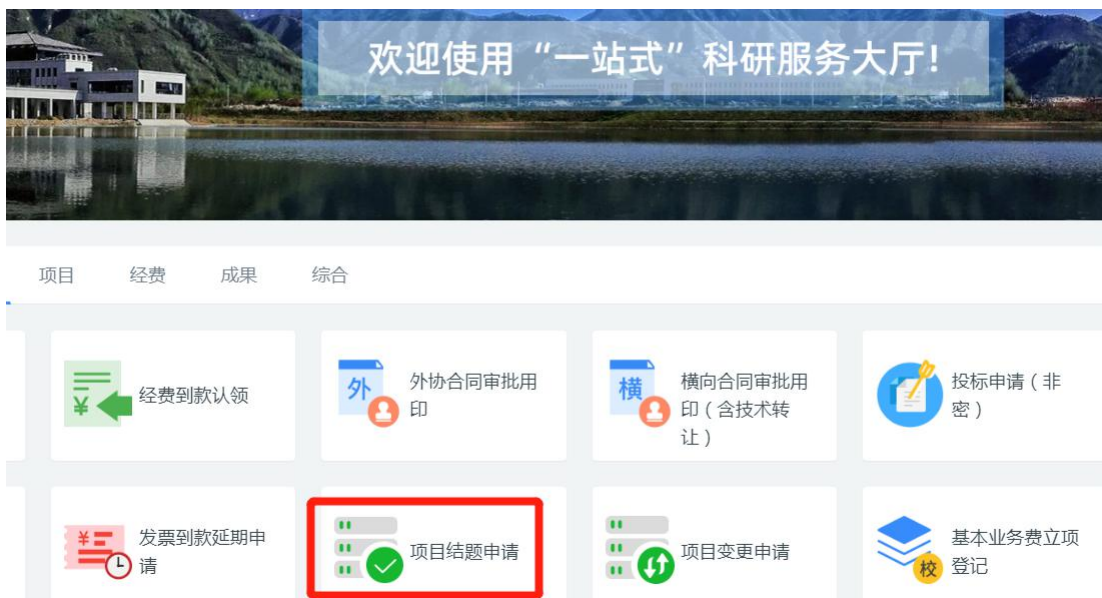 欢迎使用“一站式”科研服务大厅!
项目 经费 成果 综合
¥
经费到款认领
外
外协合同审批用
印
横
横向合同审批用
印(含技术转
让)
投标申请(非
密)
¥
发票到款延期申
请
项目结题申请
项目变更申请
校
基本业务费立项
登记